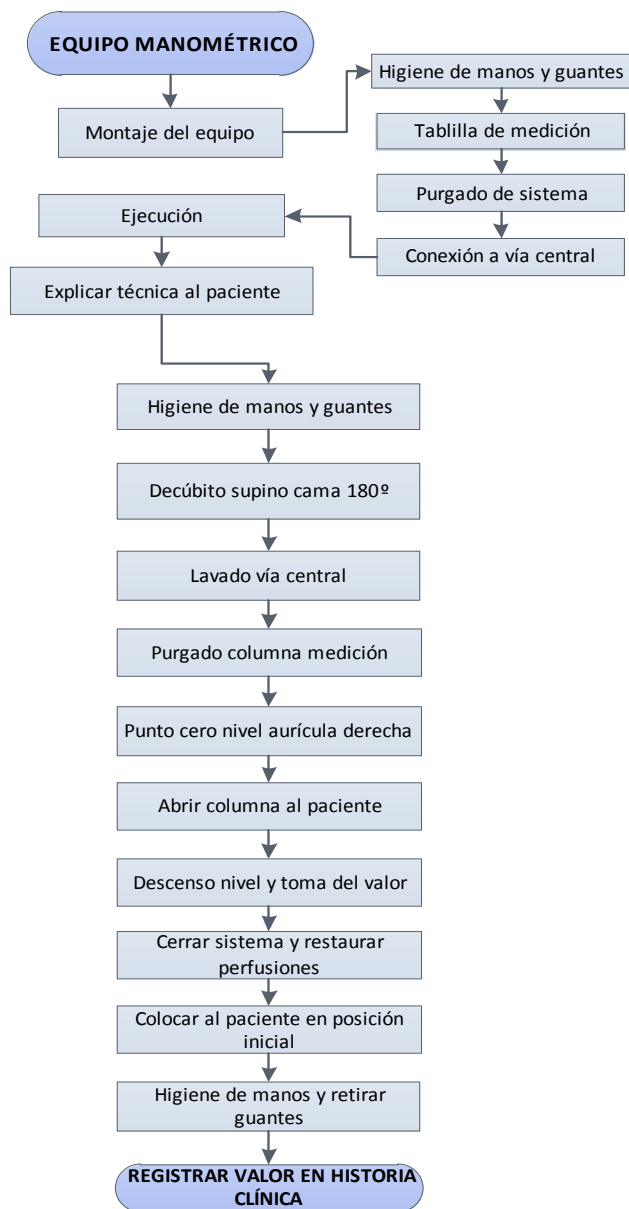 EQUIPO MANOMÉTRICO
Montaje del equipo
Higiene de manos y guantes
Tablilla de medición
Purgado de sistema
Conexión a vía central
Ejecución
Explicar técnica al paciente
Higiene de manos y guantes
Decúbito supino cama 180º
Lavado vía central
Purgado columna medición
Punto cero nivel aurícula derecha
Abrir columna al paciente
Descenso nivel y toma del valor
Cerrar sistema y restaurar
perfusiones
Colocar al paciente en posición
inicial
Higiene de manos y retirar
guantes
REGISTRAR VALOR EN HISTORIA
CLÍNICA